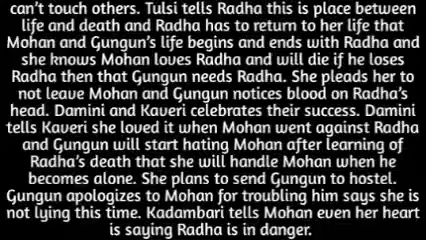 can't touch others. Tulsi tells Radha this is place between
life and death and Radha has to return to her life that
Mohan and Gungun's life begins and ends with Radha and
she knows Mohan loves Radha and will die if he loses
Radha then that Gungun needs Radha. She pleads her to
not leave Mohan and Gungun notices blood on Radha's
head. Damini and Kaveri celebrates their success. Damini
tells Kaveri she loved it when Mohan went against Radha
and Gungun will start hating Mohan after learning of
Radha's death that she will handle Mohan when he
becomes alone. She plans to send Gungun to hostel.
Gungun apologizes to Mohan for troubling him says she is
not lying this time. Kadambari tells Mohan even her heart
is saying Radha is in danger.